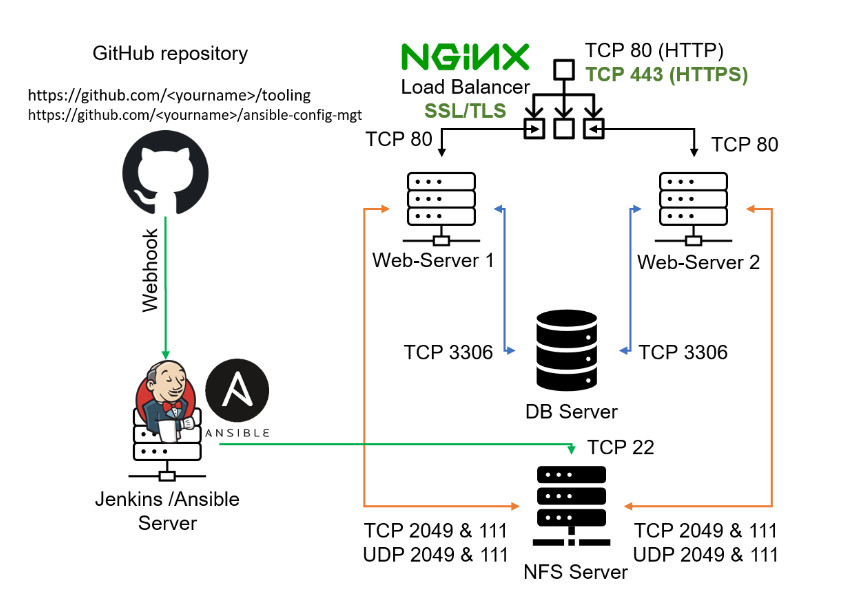 GitHub repository
https://github.com/<yourname>/tooling
https://github.com/<yourname>/ansible-config-mgt
NGINX
Load Balancer
SSL/TLS
TCP 80 (HTTP)
TCP 443 (HTTPS)
TCP 80
TCP 80
Web-Server 1
Web-Server 2
Webhook
TCP 3306
TCP 3306
DB Server
ANSIBLE
TCP 22
Jenkins /Ansible
Server
TCP 2049 & 111
UDP 2049 & 111
TCP 2049 & 111
UDP 2049 & 111
NFS Server